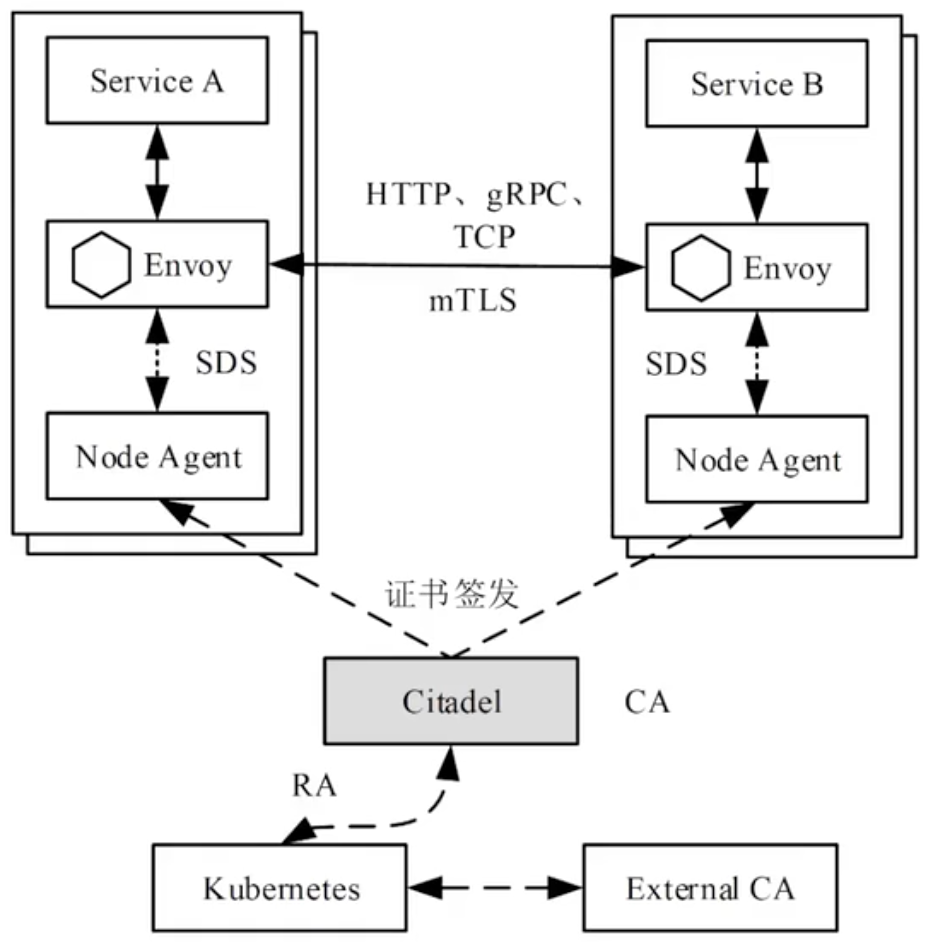 Service A
Service B
HTTP、gRPC、
TCP
Envoy
Envoy
mTLS
SDS
SDS
Node Agent
Node Agent
证书签发
Citadel
CA
RA
Kubernetes
External CA